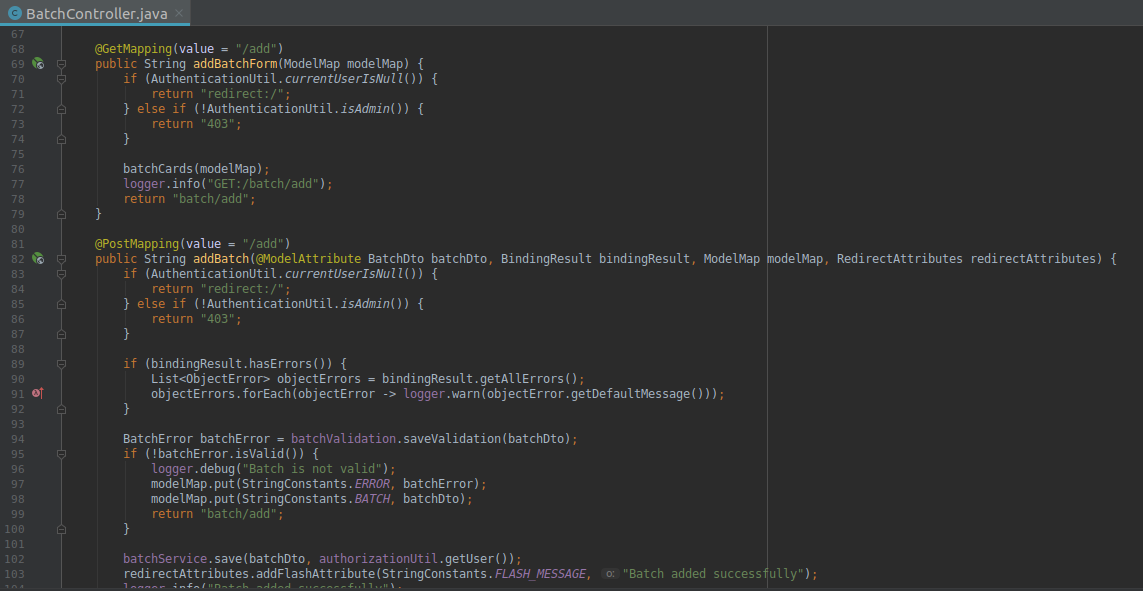 BatchController.java
67
68 @GetMapping(value = "/add")
69 public String addBatchForm(ModelMap modelMap) {
70 if (AuthenticationUtil.currentUserIsNull()) {
71 return "redirect:/";
72 } else if (!AuthenticationUtil.isAdmin()) {
73 return "403";
74 }
75
76 batchCards(modelMap);
77 logger.info("GET:/batch/add");
78 return "batch/add";
79 }
80
81 @PostMapping(value = "/add")
82 public String addBatch(@ModelAttribute BatchDto batchDto, BindingResult bindingResult, ModelMap modelMap, RedirectAttributes redirectAttributes) {
83 if (AuthenticationUtil.currentUserIsNull()) {
84 return "redirect:/";
85 } else if (!AuthenticationUtil.isAdmin()) {
86 return "403";
87 }
88
89 if (bindingResult.hasErrors()) {
90 List<ObjectError> objectErrors = bindingResult.getAllErrors();
91 objectErrors.forEach(objectError -> logger.warn(objectError.getDefaultMessage()));
92 }
93
94 BatchError batchError = batchValidation.saveValidation(batchDto);
95 if (!batchError.isValid()) {
96 logger.debug("Batch is not valid");
97 modelMap.put(StringConstants.ERROR, batchError);
98 modelMap.put(StringConstants.BATCH, batchDto);
99 return "batch/add";
100 }
101
102 batchService.save(batchDto, authorizationUtil.getUser());
103 redirectAttributes.addFlashAttribute(StringConstants.FLASH_MESSAGE, o: "Batch added successfully");
104 logger.info("Batch added successfully");